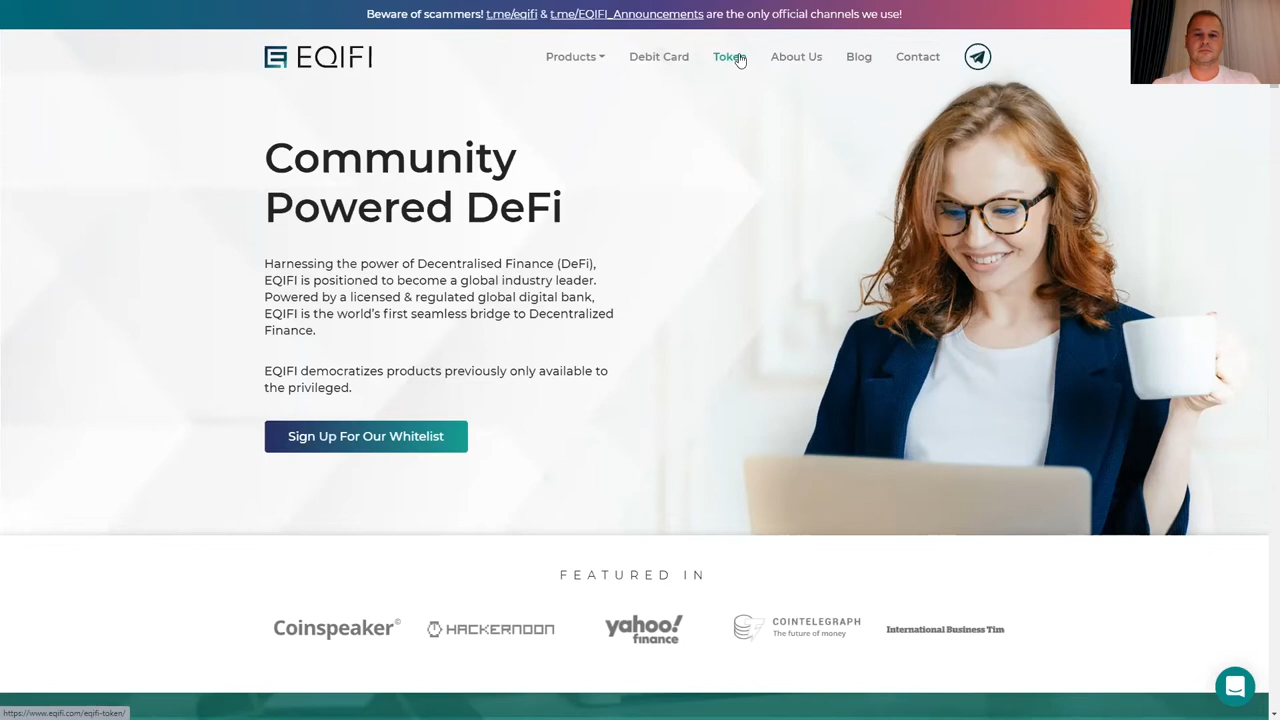 Beware of scammers! t.me/eqifi & t.me/EQIFI_Announcements are the only official channels we use!
EQIFI
Products Debit Card Token About Us Blog Contact
Community
Powered DeFi
Harnessing the power of Decentralised Finance (DeFi),
EQIFI is positioned to become a global industry leader.
Powered by a licensed & regulated global digital bank,
EQIFI is the world's first seamless bridge to Decentralized
Finance.
EQIFI democratizes products previously only available to
the privileged.
Sign Up For Our Whitelist
FEATURED IN
Coinspeaker©
HACKERNOON
yahoo!
finance
COINTELEGRAPH
The future of money
International Business Tim
https://www.eqifi.com/eqifi-token/